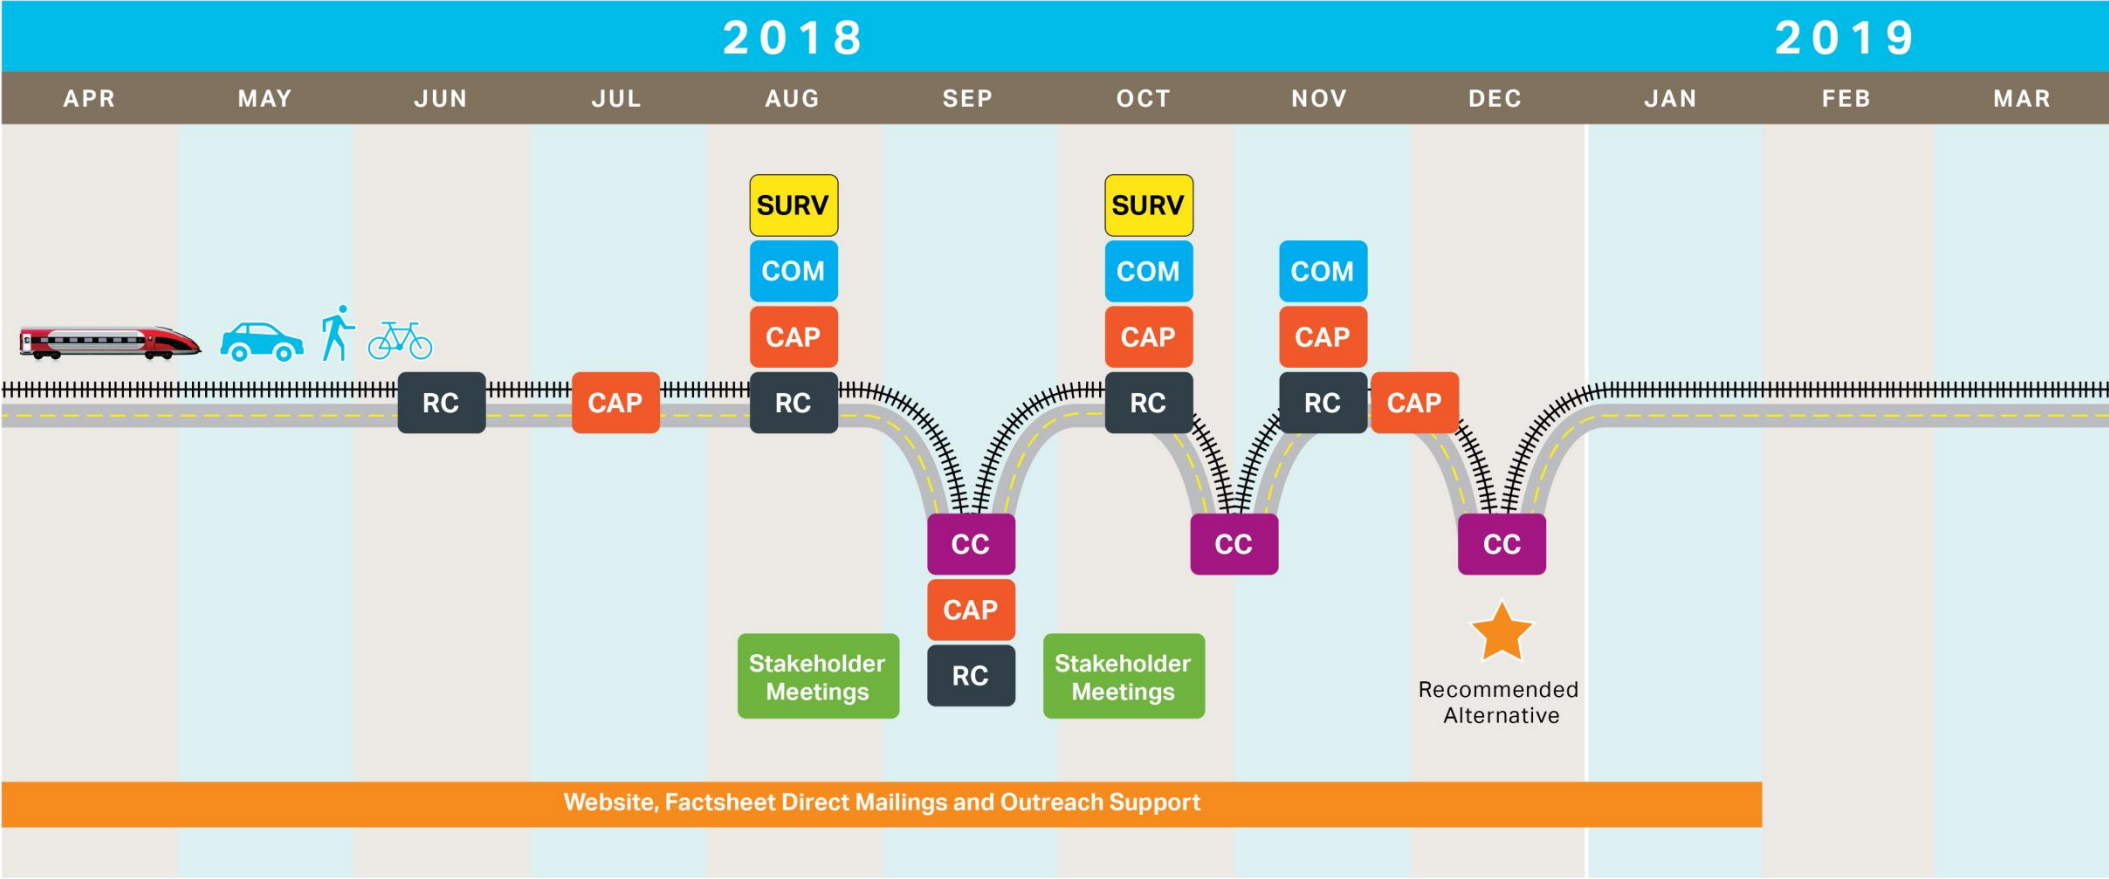 2018 2019
APR MAY JUN JUL AUG SEP OCT NOV DEC JAN FEB MAR
SURV SURV
COM COM COM
CAP CAP CAP
RC CAP RC RC RC CAP
CC CC CC
CAP
RC
Stakeholder
Meetings
Stakeholder
Meetings
Recommended
Alternative
Website, Factsheet Direct Mailings and Outreach Support